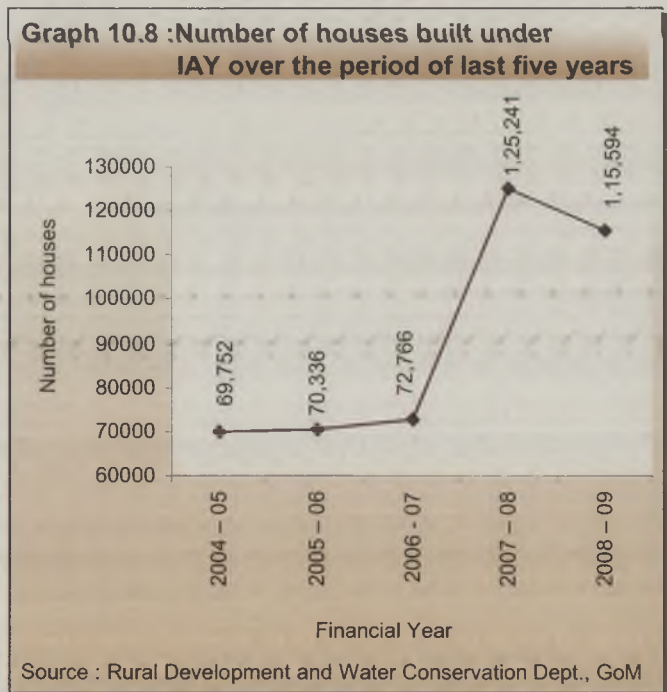 Graph 10.8 :Number of houses built under
IAY over the period of last five years
Number of houses
130000
120000
110000
100000
90000
80000
70000
60000
69,752
70,336
72,766
1,25,241
1,15,594
2004 – 05
2005 – 06
2006 - 07
2007 – 08
2008 – 09
Financial Year
Source : Rural Development and Water Conservation Dept., GoM